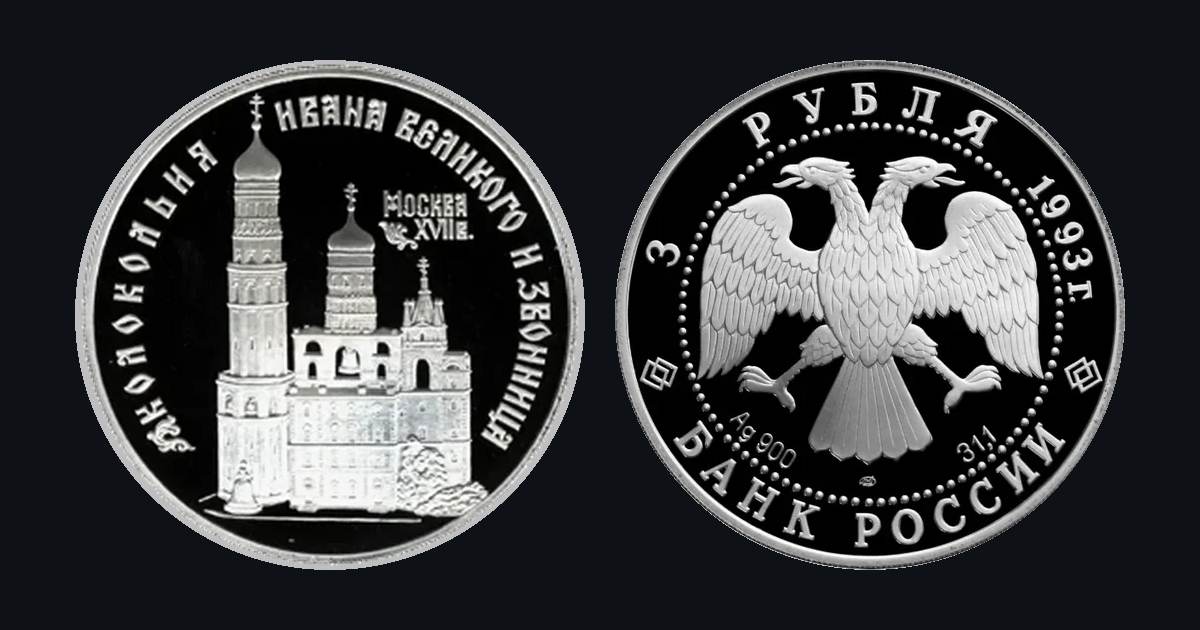 КОЛОКОЛЬНЯ ИВАНА ВЕЛИКОГО И ЗВОННИЦА
МОСКВА
XVII В.
3 РУБЛЯ 1993 г.
Ag 900
31,1
БАНК РОССИИ